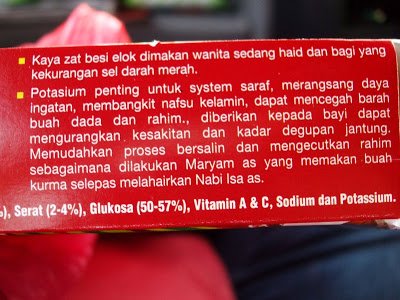 Kaya zat besi elok dimakan wanita sedang haid dan bagi yang
kekurangan sel darah merah.
Potasium penting untuk system saraf, merangsang daya
ingatan, membangkit nafsu kelamin, dapat mencegah barah
buah dada dan rahim., diberikan kepada bayi dapat
mengurangkan kesakitan dan kadar degupan jantung.
Memudahkan proses bersalin dan mengecutkan rahim
sebagaimana dilakukan Maryam as yang memakan buah
kurma selepas melahairkan Nabi Isa as.
%), Serat (2-4%), Glukosa (50-57%), Vitamin A & C, Sodium dan Potassium.